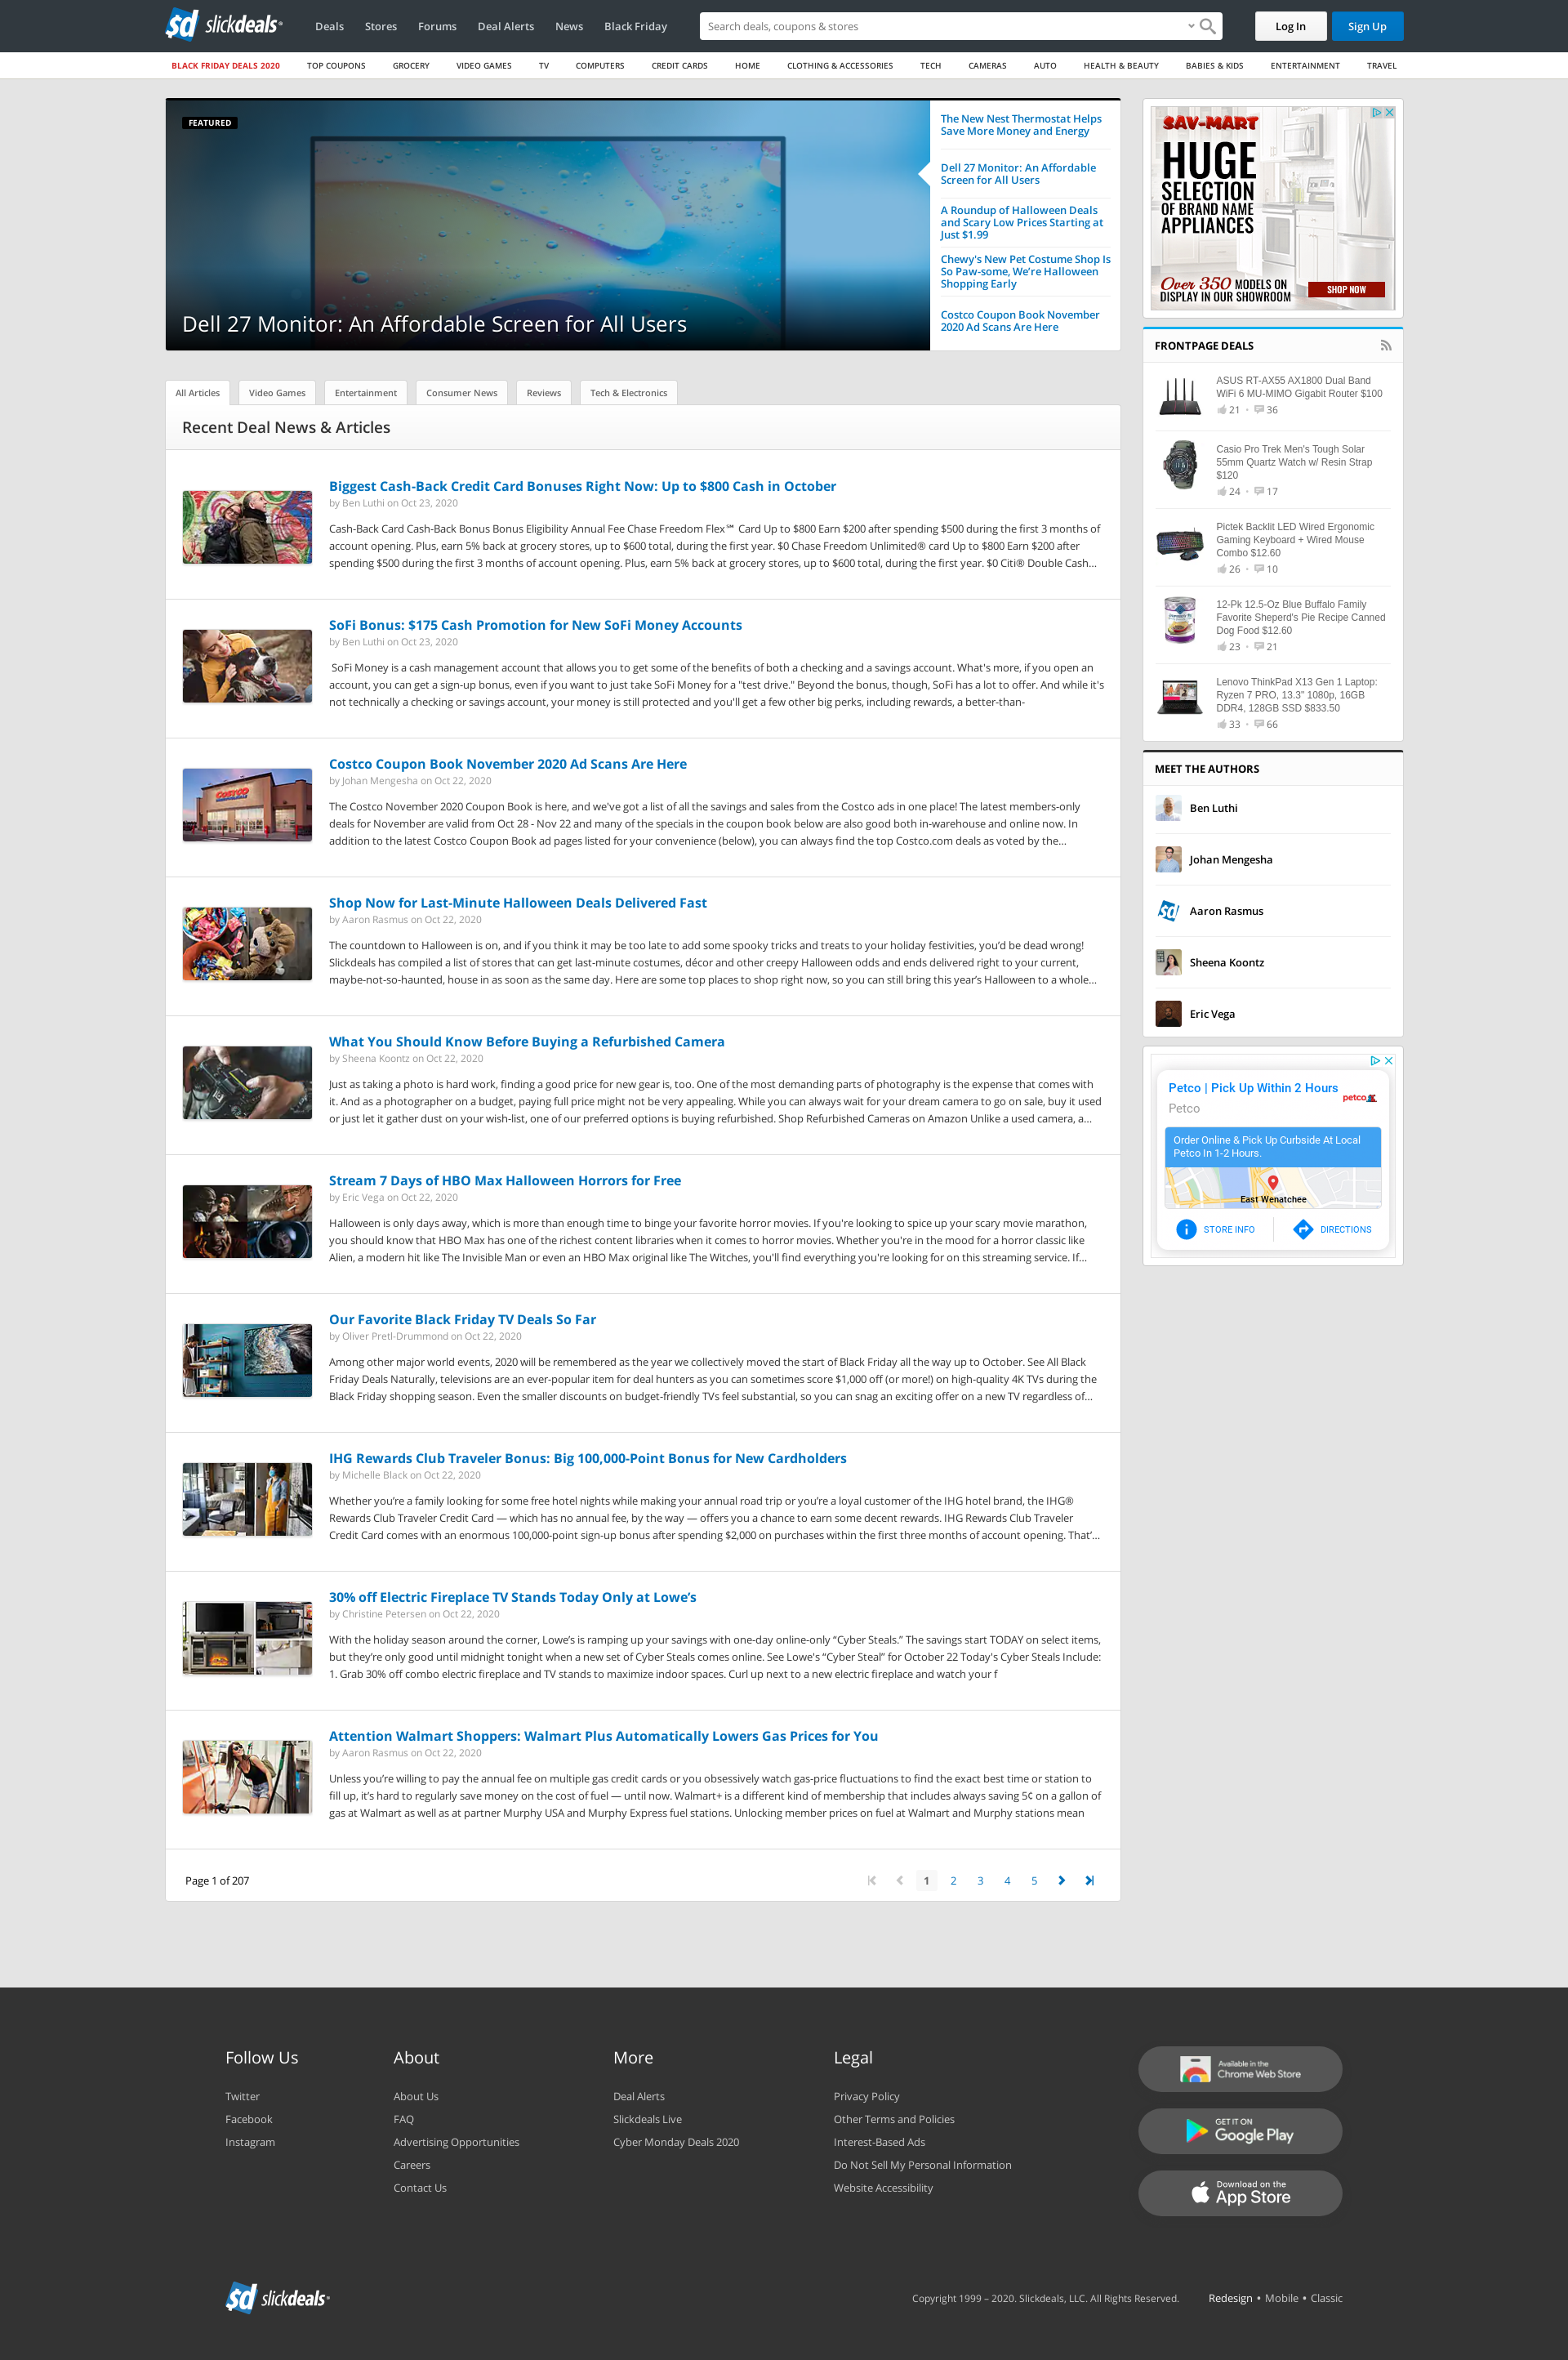 sd slickdeals
Deals Stores Forums Deal Alerts News Black Friday
Search deals, coupons & stores
Log In Sign Up
BLACK FRIDAY DEALS 2020 TOP COUPONS GROCERY VIDEO GAMES TV COMPUTERS CREDIT CARDS HOME CLOTHING & ACCESSORIES TECH CAMERAS AUTO HEALTH & BEAUTY BABIES & KIDS ENTERTAINMENT TRAVEL
FEATURED
Dell 27 Monitor: An Affordable Screen for All Users
The New Nest Thermostat Helps
Save More Money and Energy
Dell 27 Monitor: An Affordable
Screen for All Users
A Roundup of Halloween Deals
and Scary Low Prices Starting at
Just $1.99
Chewy's New Pet Costume Shop Is
So Paw-some, We’re Halloween
Shopping Early
Costco Coupon Book November
2020 Ad Scans Are Here
All Articles Video Games Entertainment Consumer News Reviews Tech & Electronics
Recent Deal News & Articles
Biggest Cash-Back Credit Card Bonuses Right Now: Up to $800 Cash in October
by Ben Luthi on Oct 23, 2020
Cash-Back Card Cash-Back Bonus Bonus Eligibility Annual Fee Chase Freedom Flex℠ Card Up to $800 Earn $200 after spending $500 during the first 3 months of
account opening. Plus, earn 5% back at grocery stores, up to $600 total, during the first year. $0 Chase Freedom Unlimited® card Up to $800 Earn $200 after
spending $500 during the first 3 months of account opening. Plus, earn 5% back at grocery stores, up to $600 total, during the first year. $0 Citi® Double Cash...
SoFi Bonus: $175 Cash Promotion for New SoFi Money Accounts
by Ben Luthi on Oct 23, 2020
SoFi Money is a cash management account that allows you to get some of the benefits of both a checking and a savings account. What's more, if you open an
account, you can get a sign-up bonus, even if you want to just take SoFi Money for a "test drive." Beyond the bonus, though, SoFi has a lot to offer. And while it's
not technically a checking or savings account, your money is still protected and you'll get a few other big perks, including rewards, a better-than-
Costco Coupon Book November 2020 Ad Scans Are Here
by Johan Mengesha on Oct 22, 2020
The Costco November 2020 Coupon Book is here, and we've got a list of all the savings and sales from the Costco ads in one place! The latest members-only
deals for November are valid from Oct 28 - Nov 22 and many of the specials in the coupon book below are also good both in-warehouse and online now. In
addition to the latest Costco Coupon Book ad pages listed for your convenience (below), you can always find the top Costco.com deals as voted by the...
Shop Now for Last-Minute Halloween Deals Delivered Fast
by Aaron Rasmus on Oct 22, 2020
The countdown to Halloween is on, and if you think it may be too late to add some spooky tricks and treats to your holiday festivities, you’d be dead wrong!
Slickdeals has compiled a list of stores that can get last-minute costumes, décor and other creepy Halloween odds and ends delivered right to your current,
maybe-not-so-haunted, house in as soon as the same day. Here are some top places to shop right now, so you can still bring this year’s Halloween to a whole...
What You Should Know Before Buying a Refurbished Camera
by Sheena Koontz on Oct 22, 2020
Just as taking a photo is hard work, finding a good price for new gear is, too. One of the most demanding parts of photography is the expense that comes with
it. And as a photographer on a budget, paying full price might not be very appealing. While you can always wait for your dream camera to go on sale, buy it used
or just let it gather dust on your wish-list, one of our preferred options is buying refurbished. Shop Refurbished Cameras on Amazon Unlike a used camera, a...
Stream 7 Days of HBO Max Halloween Horrors for Free
by Eric Vega on Oct 22, 2020
Halloween is only days away, which is more than enough time to binge your favorite horror movies. If you're looking to spice up your scary movie marathon,
you should know that HBO Max has one of the richest content libraries when it comes to horror movies. Whether you're in the mood for a horror classic like
Alien, a modern hit like The Invisible Man or even an HBO Max original like The Witches, you'll find everything you're looking for on this streaming service. If...
Our Favorite Black Friday TV Deals So Far
by Oliver Pretl-Drummond on Oct 22, 2020
Among other major world events, 2020 will be remembered as the year we collectively moved the start of Black Friday all the way up to October. See All Black
Friday Deals Naturally, televisions are an ever-popular item for deal hunters as you can sometimes score $1,000 off (or more!) on high-quality 4K TVs during the
Black Friday shopping season. Even the smaller discounts on budget-friendly TVs feel substantial, so you can snag an exciting offer on a new TV regardless of...
IHG Rewards Club Traveler Bonus: Big 100,000-Point Bonus for New Cardholders
by Michelle Black on Oct 22, 2020
Whether you’re a family looking for some free hotel nights while making your annual road trip or you’re a loyal customer of the IHG hotel brand, the IHG®
Rewards Club Traveler Credit Card — which has no annual fee, by the way — offers you a chance to earn some decent rewards. IHG Rewards Club Traveler
Credit Card comes with an enormous 100,000-point sign-up bonus after spending $2,000 on purchases within the first three months of account opening. That’...
30% off Electric Fireplace TV Stands Today Only at Lowe’s
by Christine Petersen on Oct 22, 2020
With the holiday season around the corner, Lowe’s is ramping up your savings with one-day online-only “Cyber Steals.” The savings start TODAY on select items,
but they’re only good until midnight tonight when a new set of Cyber Steals comes online. See Lowe's “Cyber Steal” for October 22 Today's Cyber Steals Include:
1. Grab 30% off combo electric fireplace and TV stands to maximize indoor spaces. Curl up next to a new electric fireplace and watch your f
Attention Walmart Shoppers: Walmart Plus Automatically Lowers Gas Prices for You
by Aaron Rasmus on Oct 22, 2020
Unless you’re willing to pay the annual fee on multiple gas credit cards or you obsessively watch gas-price fluctuations to find the exact best time or station to
fill up, it’s hard to regularly save money on the cost of fuel — until now. Walmart+ is a different kind of membership that includes always saving 5¢ on a gallon of
gas at Walmart as well as at partner Murphy USA and Murphy Express fuel stations. Unlocking member prices on fuel at Walmart and Murphy stations mean
Page 1 of 207
1 2 3 4 5
SAV-MART
HUGE
SELECTION
OF BRAND NAME
APPLIANCES
Over 350 MODELS ON
DISPLAY IN OUR SHOWROOM
SHOP NOW
FRONTPAGE DEALS
ASUS RT-AX55 AX1800 Dual Band
WiFi 6 MU-MIMO Gigabit Router $100
21 • 36
Casio Pro Trek Men's Tough Solar
55mm Quartz Watch w/ Resin Strap
$120
24 • 17
Pictek Backlit LED Wired Ergonomic
Gaming Keyboard + Wired Mouse
Combo $12.60
26 • 10
12-Pk 12.5-Oz Blue Buffalo Family
Favorite Sheperd's Pie Recipe Canned
Dog Food $12.60
23 • 21
Lenovo ThinkPad X13 Gen 1 Laptop:
Ryzen 7 PRO, 13.3" 1080p, 16GB
DDR4, 128GB SSD $833.50
33 • 66
MEET THE AUTHORS
Ben Luthi
Johan Mengesha
Aaron Rasmus
Sheena Koontz
Eric Vega
Petco | Pick Up Within 2 Hours
Petco
petco
Order Online & Pick Up Curbside At Local
Petco In 1-2 Hours.
East Wenatchee
STORE INFO DIRECTIONS
Follow Us
Twitter
Facebook
Instagram
About
About Us
FAQ
Advertising Opportunities
Careers
Contact Us
More
Deal Alerts
Slickdeals Live
Cyber Monday Deals 2020
Legal
Privacy Policy
Other Terms and Policies
Interest-Based Ads
Do Not Sell My Personal Information
Website Accessibility
Available in the
Chrome Web Store
GET IT ON
Google Play
Download on the
App Store
sd slickdeals
Copyright 1999 – 2020. Slickdeals, LLC. All Rights Reserved.
Redesign • Mobile • Classic